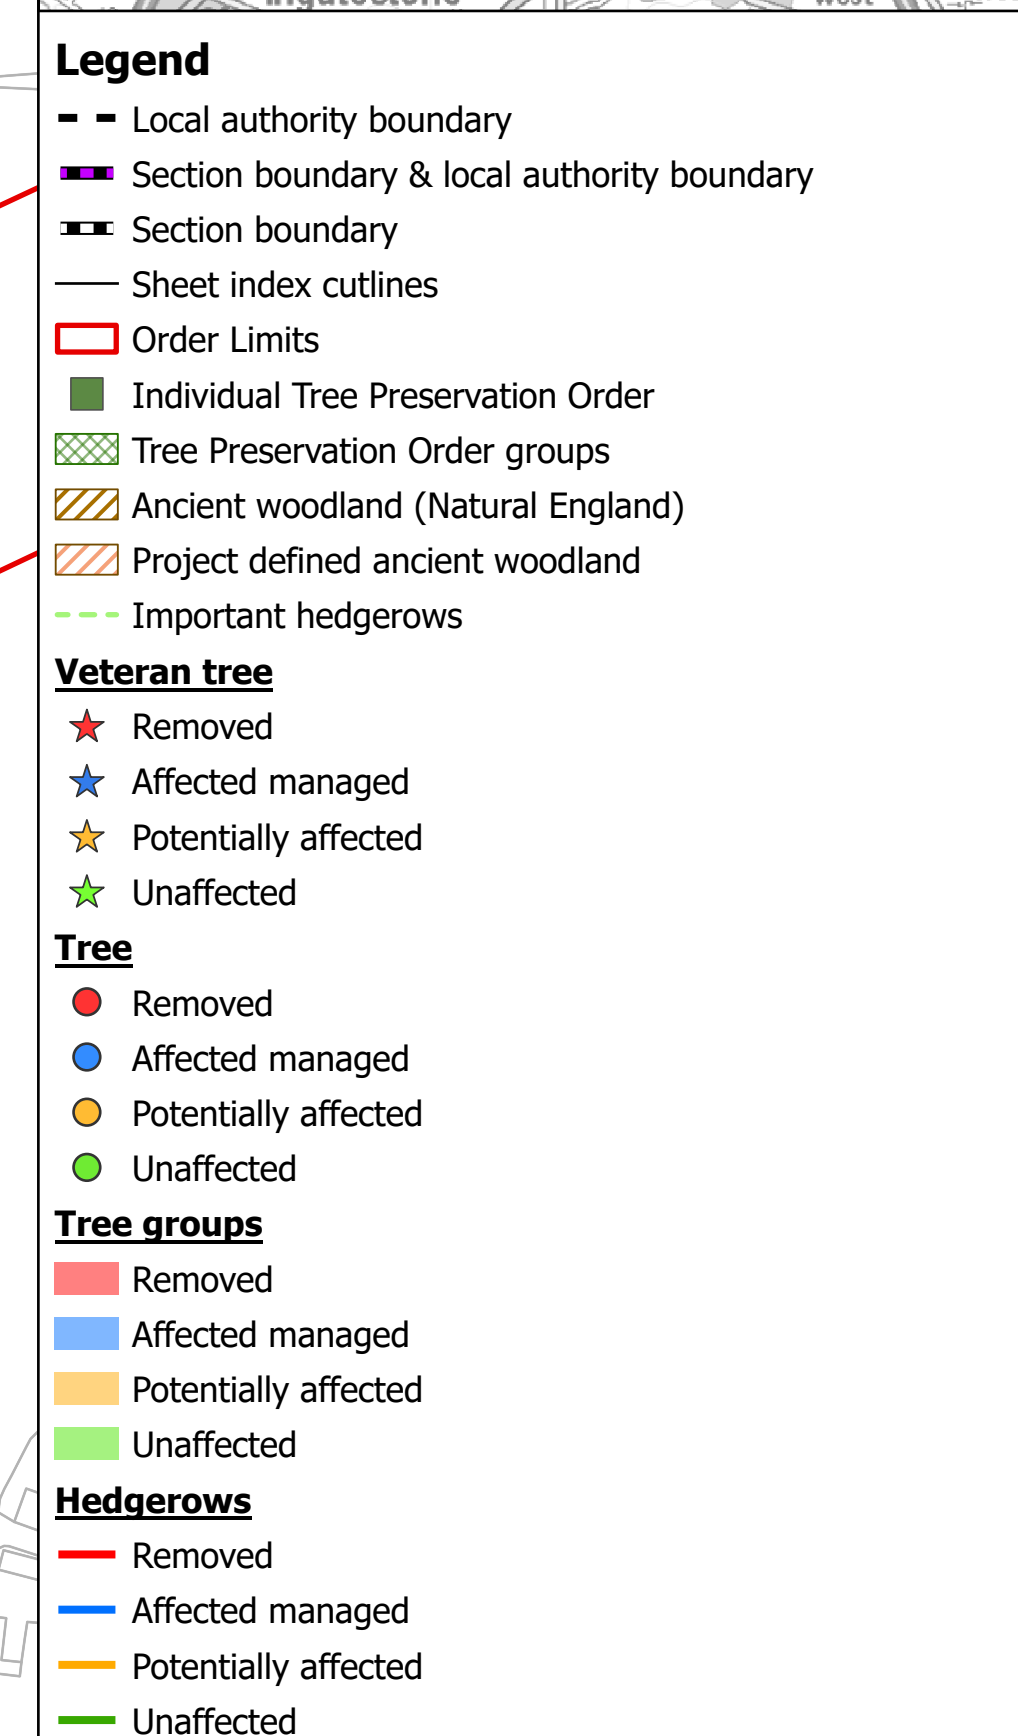 Legend
Local authority boundary
Section boundary & local authority boundary
Section boundary
Sheet index cutlines
Order Limits
Individual Tree Preservation Order
Tree Preservation Order groups
Ancient woodland (Natural England)
Project defined ancient woodland
Important hedgerows
Veteran tree
Removed
Affected managed
Potentially affected
Unaffected
Tree
Removed
Affected managed
Potentially affected
Unaffected
Tree groups
Removed
Affected managed
Potentially affected
Unaffected
Hedgerows
Removed
Affected managed
Potentially affected
Unaffected